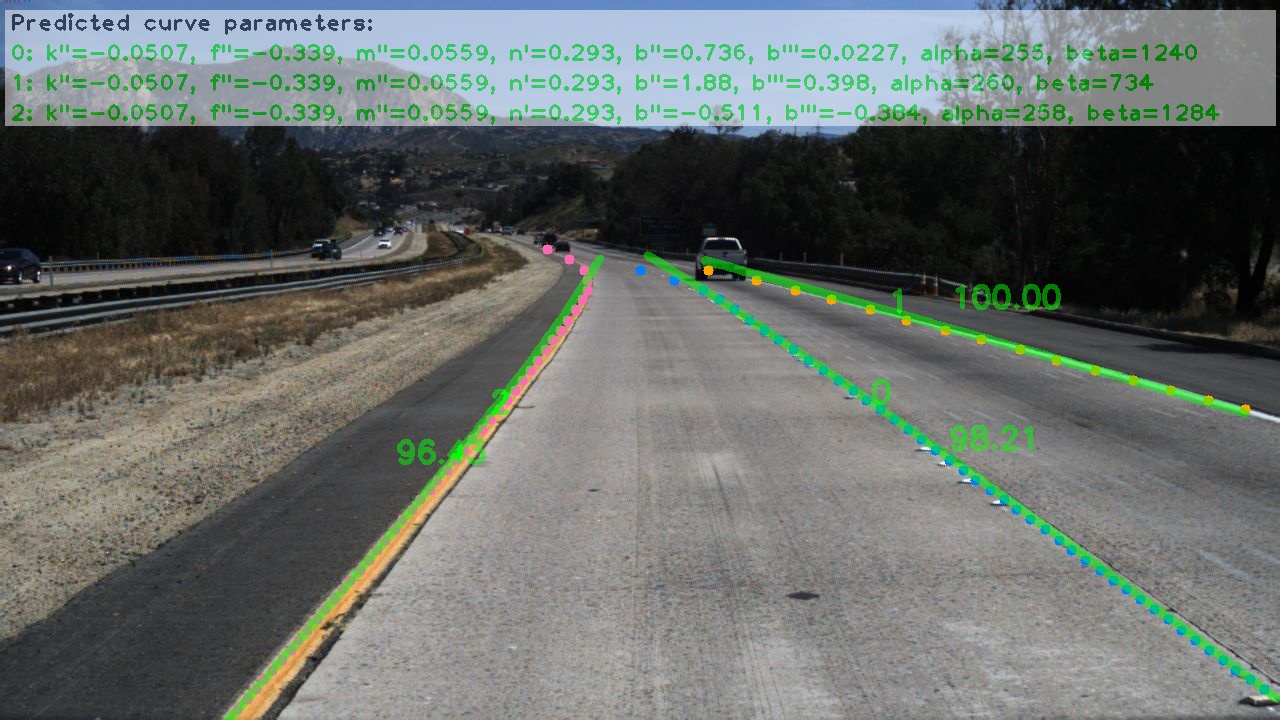 Predicted curve parameters:
0: k''=-0.0507, f''=-0.339, m''=0.0559, n'=0.293, b''=0.736, b'''=0.0227, alpha=255, beta=1240
1: k''=-0.0507, f''=-0.339, m''=0.0559, n'=0.293, b''=1.88, b'''=0.398, alpha=260, beta=734
2: k''=-0.0507, f''=-0.339, m''=0.0559, n'=0.293, b''=-0.511, b'''=-0.384, alpha=258, beta=1284
1 100.00
0
2
98.21
96.43